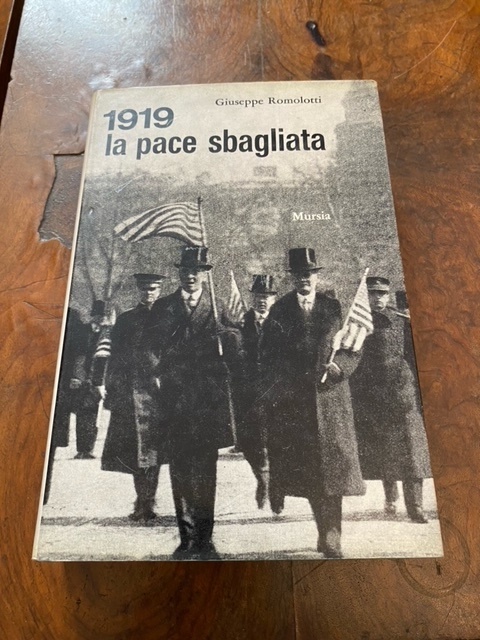 Giuseppe Romolotti
1919
la pace sbagliata
Mursia